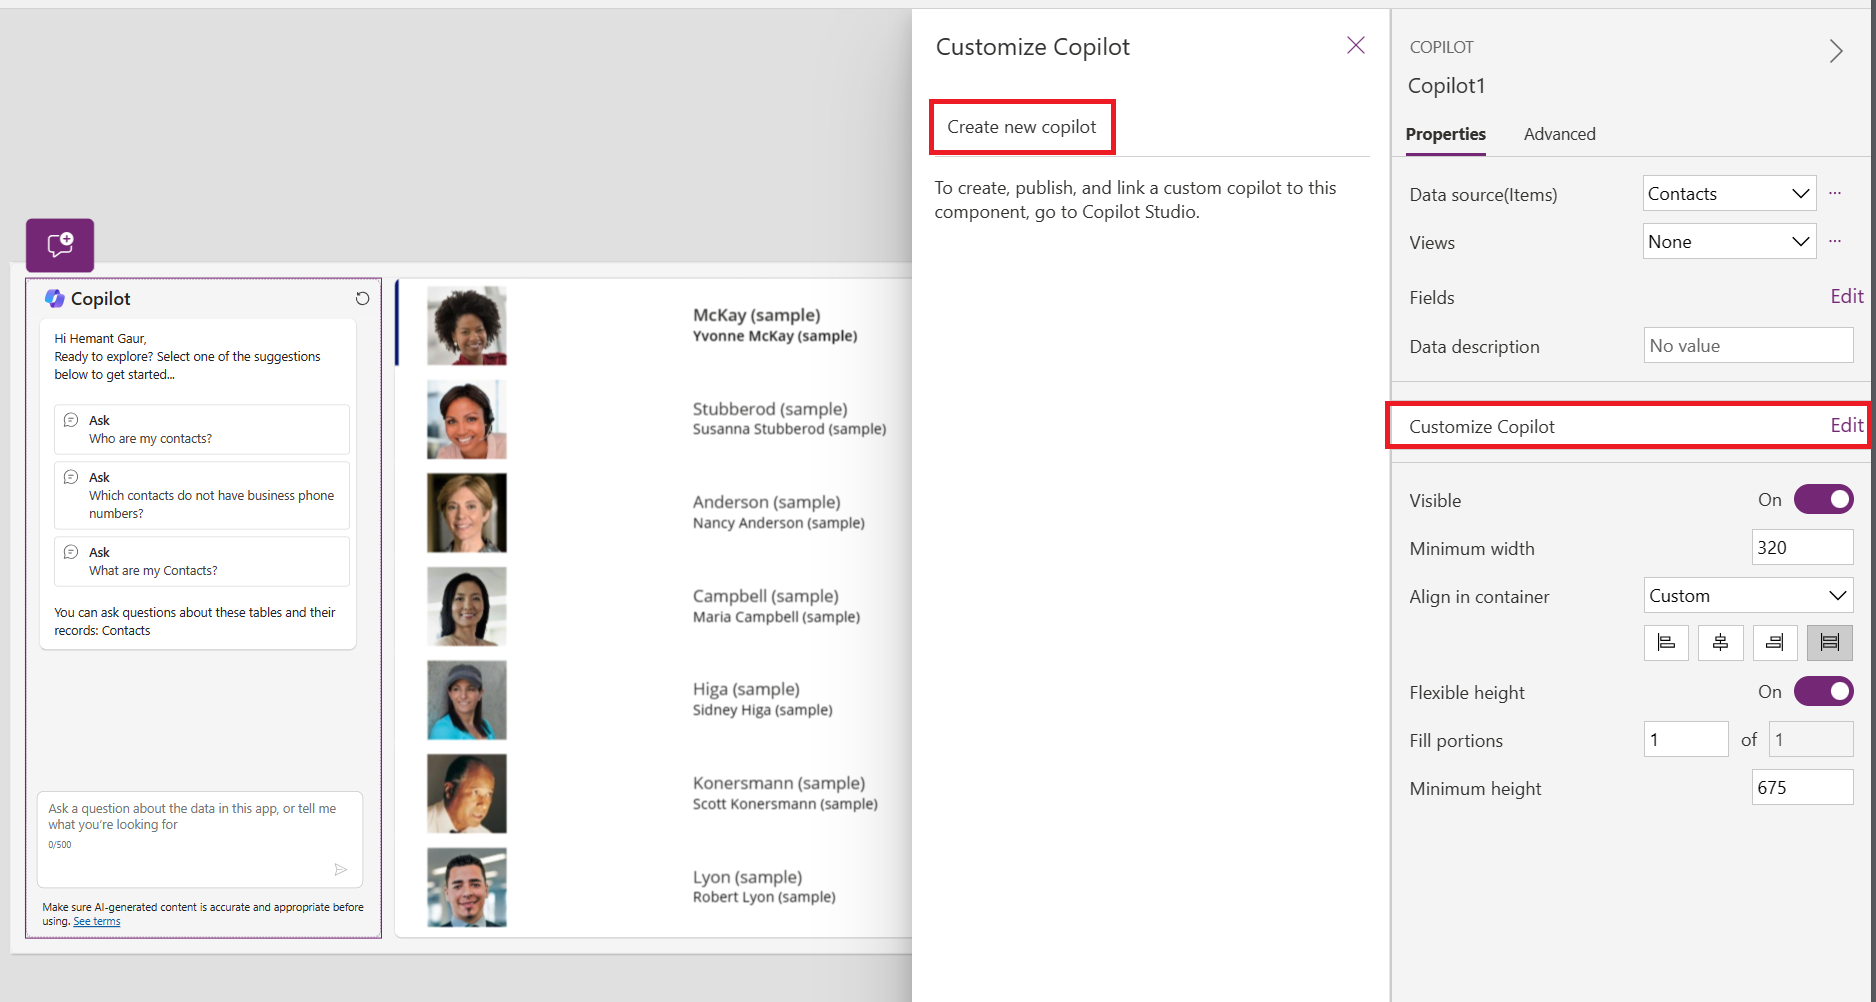 Copilot
Hi Hemant Gaur,
Ready to explore? Select one of the suggestions
below to get started...
Ask
Who are my contacts?
Ask
Which contacts do not have business phone
numbers?
Ask
What are my Contacts?
You can ask questions about these tables and their
records: Contacts
Ask a question about the data in this app, or tell me
what you're looking for
0/500
Make sure AI-generated content is accurate and appropriate before
using. See terms
McKay (sample)
Yvonne McKay (sample)
Stubberod (sample)
Susanna Stubberod (sample)
Anderson (sample)
Nancy Anderson (sample)
Campbell (sample)
Maria Campbell (sample)
Higa (sample)
Sidney Higa (sample)
Konersmann (sample)
Scott Konersmann (sample)
Lyon (sample)
Robert Lyon (sample)
Customize Copilot
Create new copilot
To create, publish, and link a custom copilot to this
component, go to Copilot Studio.
COPILOT
Copilot1
Properties Advanced
Data source(Items) Contacts ...
Views None ...
Fields Edit
Data description No value
Customize Copilot Edit
Visible On
Minimum width 320
Align in container Custom
Flexible height On
Fill portions 1 of 1
Minimum height 675